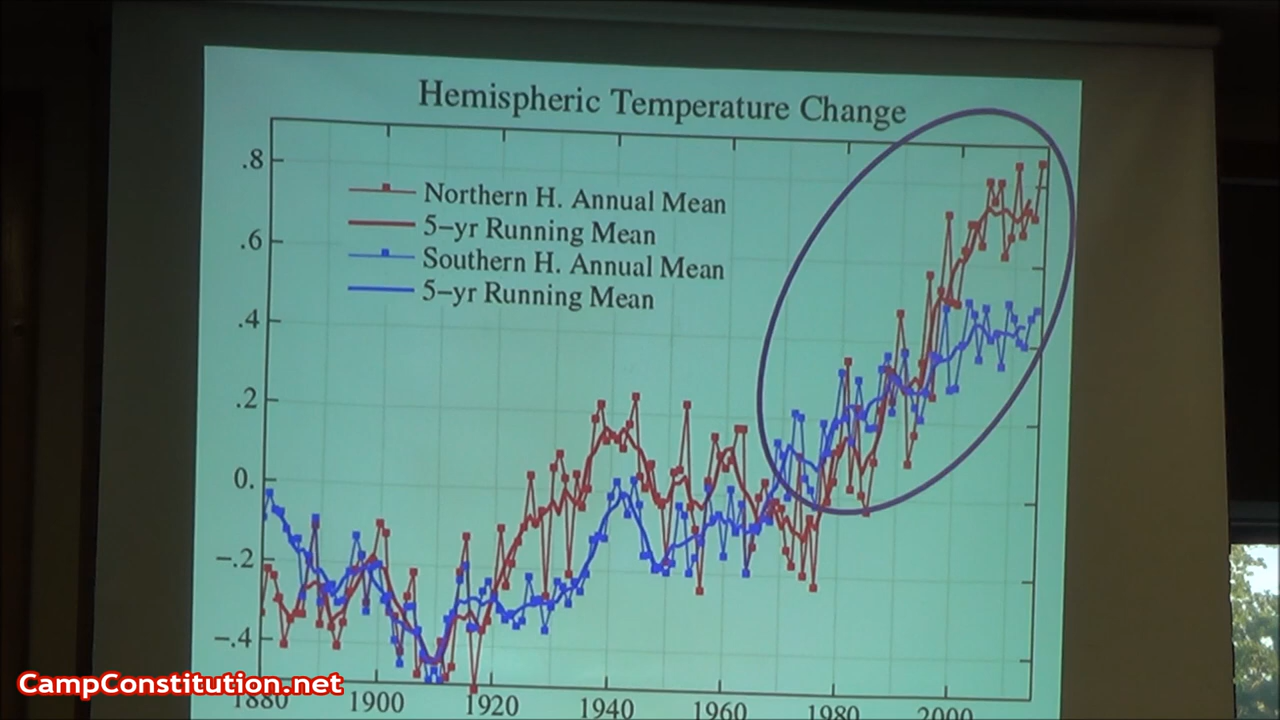 Hemispheric Temperature Change
.8
.6
.4
.2
0.
-.2
-.4
Northern H. Annual Mean
5-yr Running Mean
Southern H. Annual Mean
5-yr Running Mean
1880 1900 1920 1940 1960 1980 2000
CampConstitution.net